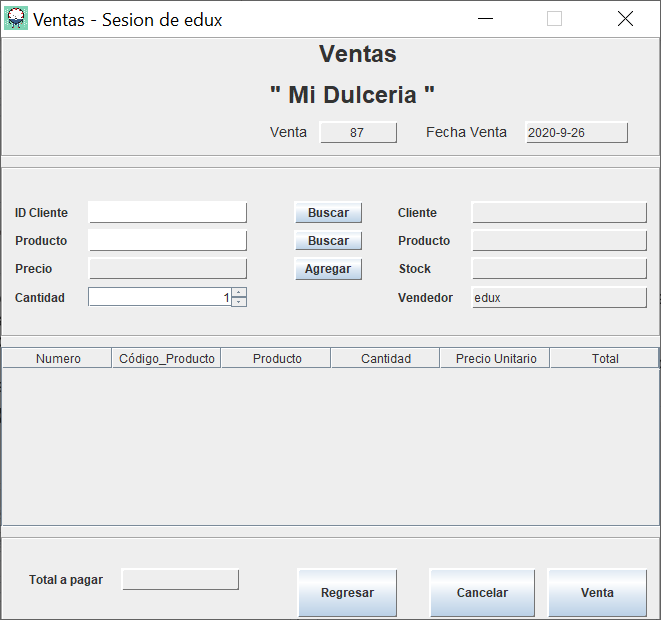 Ventas - Sesion de edux
Ventas
" Mi Dulceria "
Venta 87 Fecha Venta 2020-9-26
ID Cliente Buscar Cliente
Producto Buscar Producto
Precio Agregar Stock
Cantidad 1 Vendedor edux
Numero Código_Producto Producto Cantidad Precio Unitario Total
Total a pagar Regresar Cancelar Venta